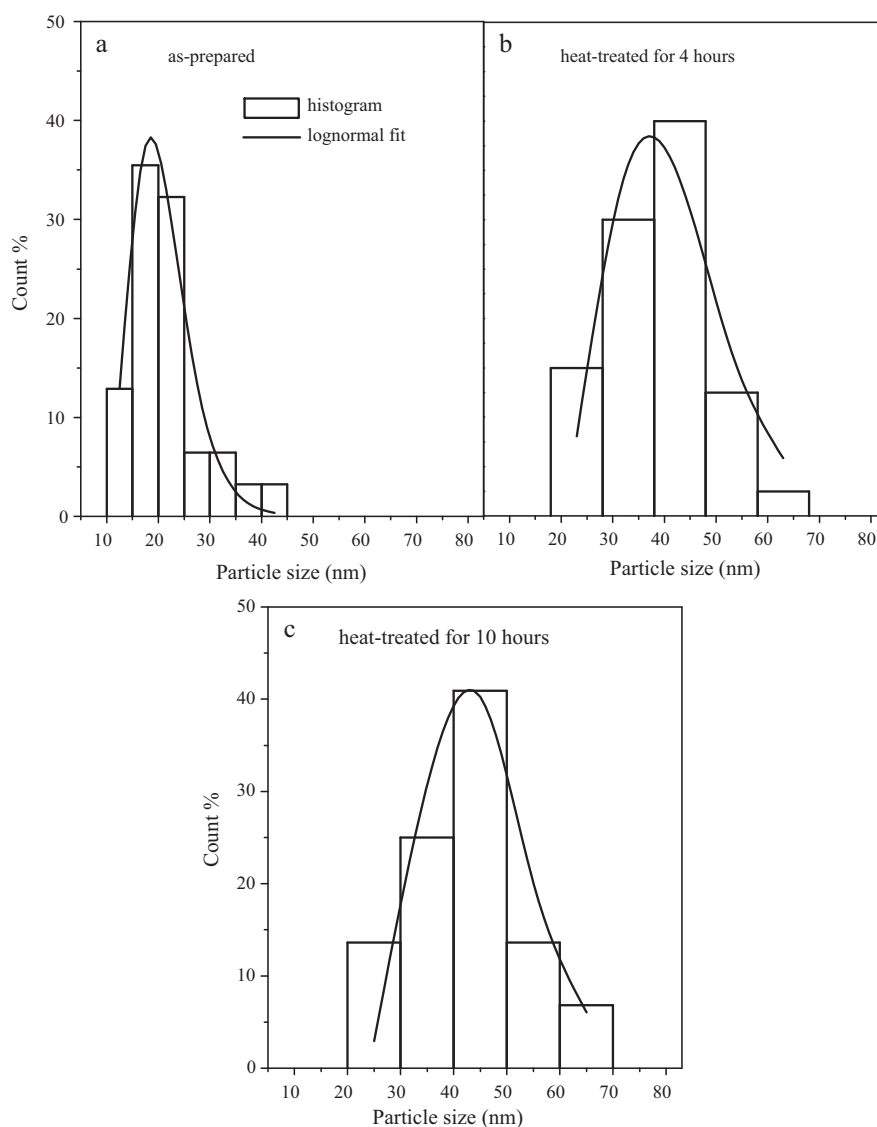 a
as-prepared
histogram
lognormal fit
50
40
30
20
10
0
Count %
10 20 30 40 50 60 70 80
Particle size (nm)
b
heat-treated for 4 hours
10 20 30 40 50 60 70 80
Particle size (nm)
c
heat-treated for 10 hours
50
40
30
20
10
0
Count %
10 20 30 40 50 60 70 80
Particle size (nm)